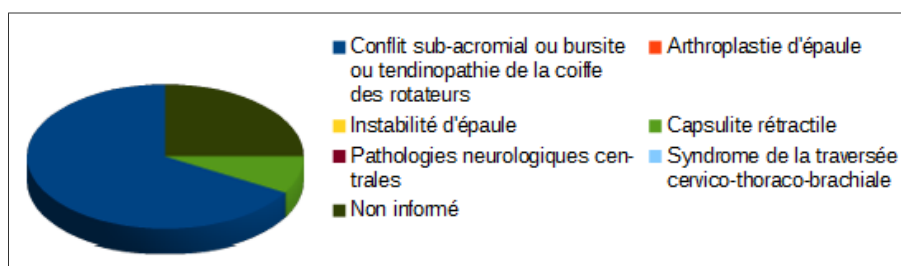 Conflit sub-acromial ou bursite
ou tendinopathie de la coiffe
des rotateurs
Arthroplastie d'épaule
Instabilité d'épaule
Capsulite rétractile
Pathologies neurologiques cen-
trales
Syndrome de la traversée
cervico-thoraco-brachiale
Non informé